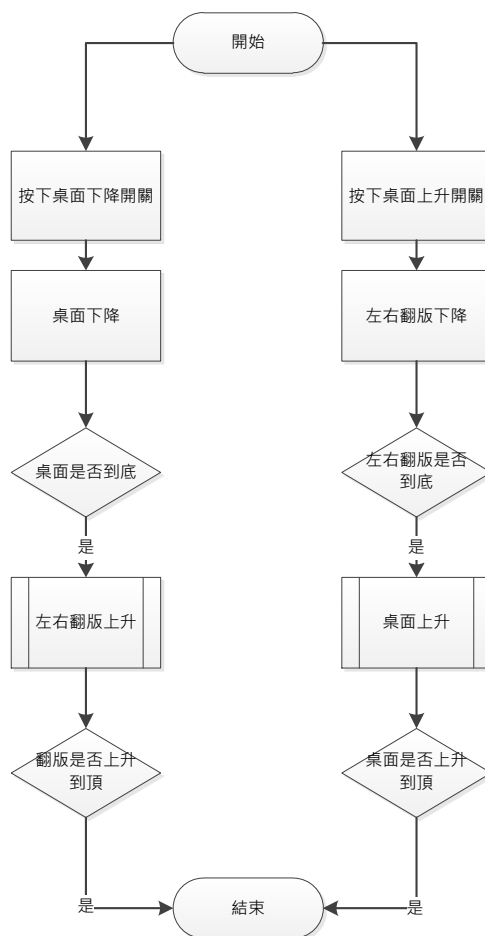 開始
按下桌面下降開關
按下桌面上升開關
桌面下降
左右翻版下降
桌面是否到底
左右翻版是否
到底
是
是
左右翻版上升
桌面上升
翻版是否上升
到頂
桌面是否上升
到頂
是
結束
是